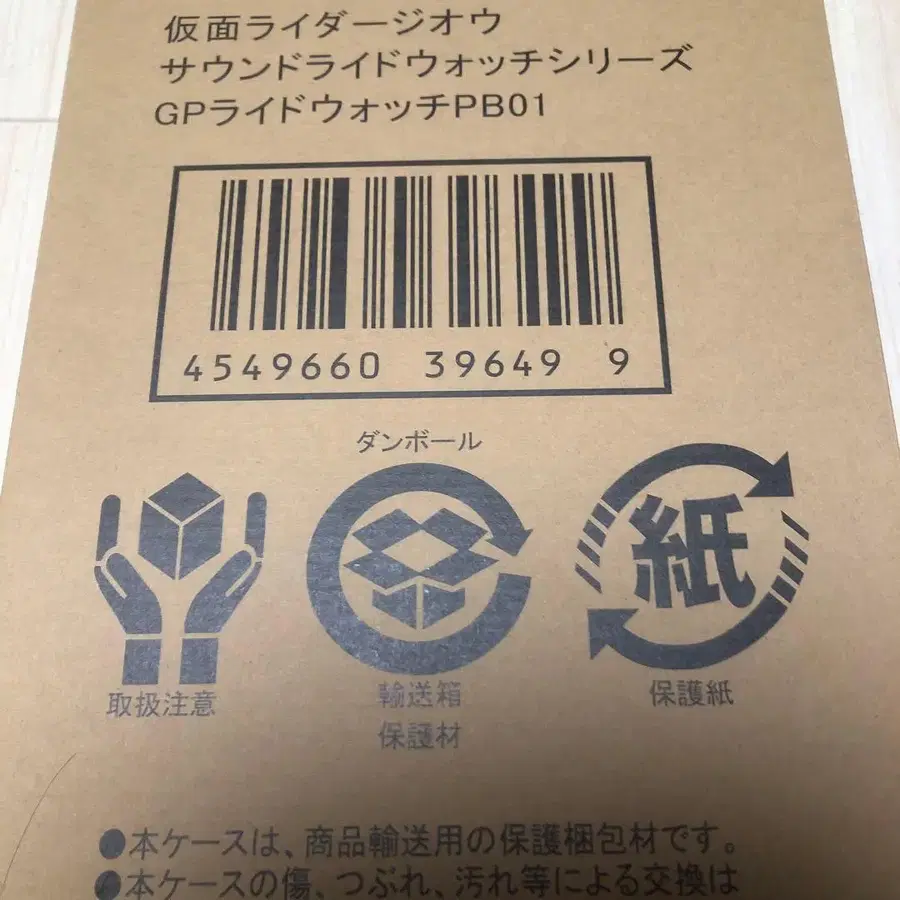 仮面ライダージオウ
サウンドライドウォッチシリーズ
GPライドウォッチPB01
4549660 39649 9
ダンボール
紙
取扱注意
輸送箱
保護材
保護紙
●本ケースは、商品輸送用の保護梱包材です。
●本ケースの傷、つぶれ、汚れ等による交換は